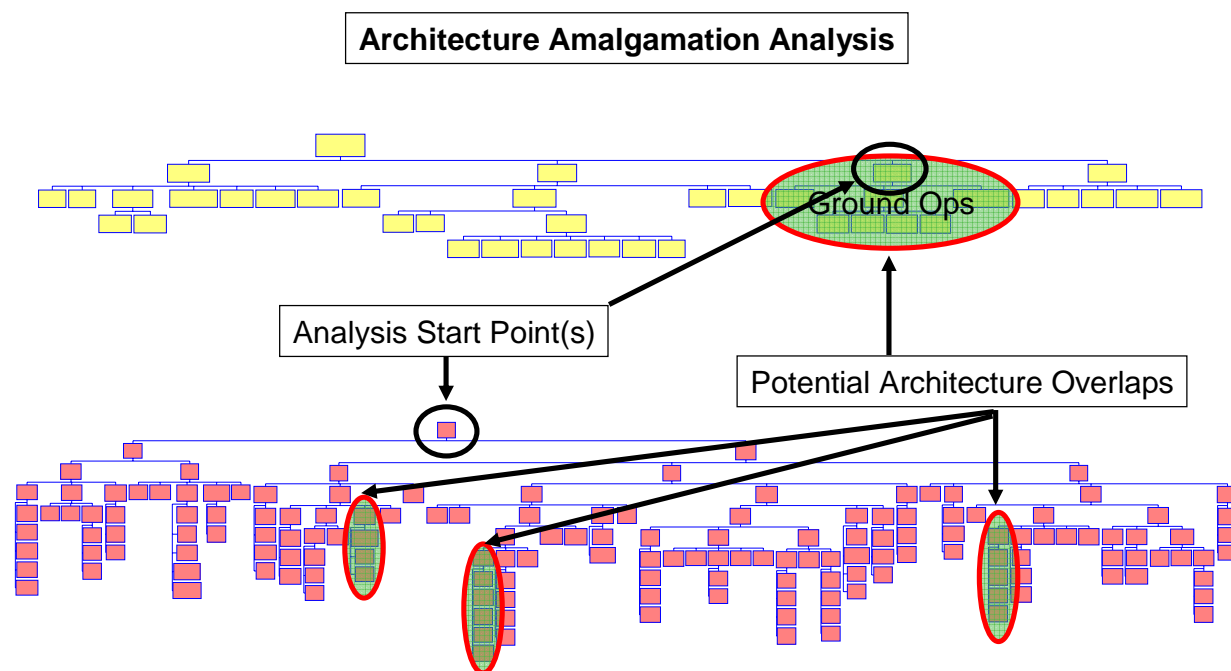 Architecture Amalgamation Analysis
Ground Ops
Analysis Start Point(s)
Potential Architecture Overlaps